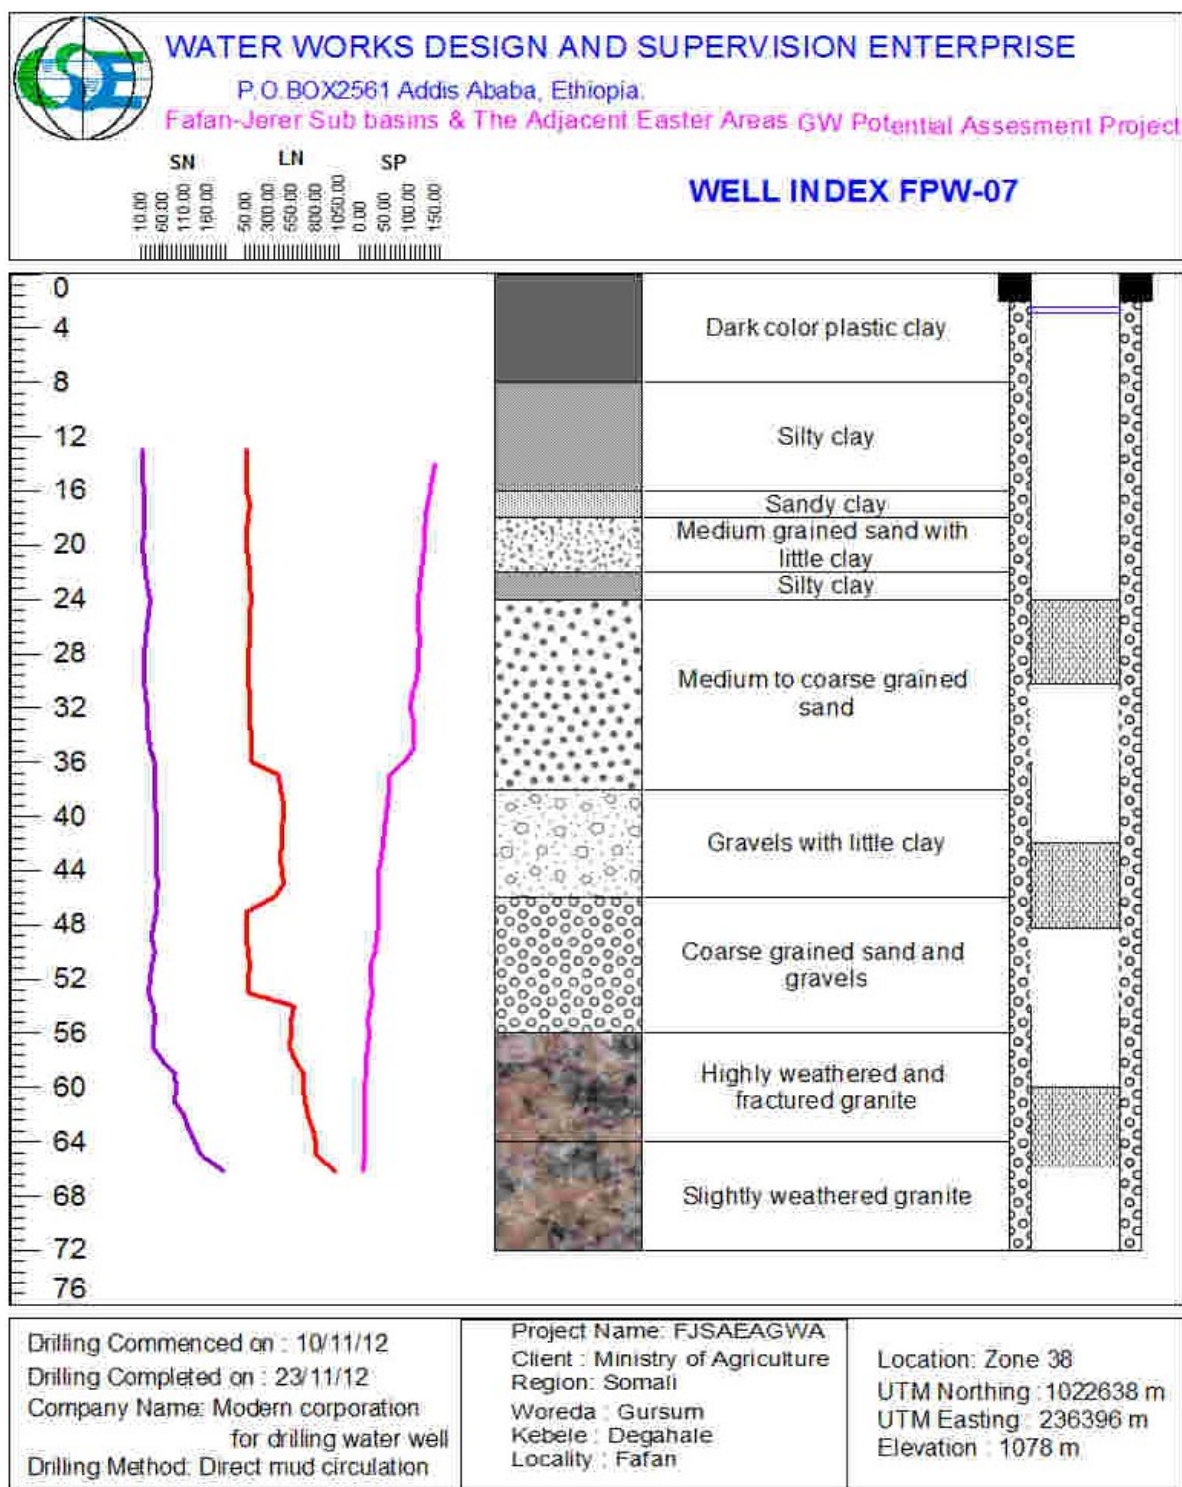 CSE
WATER WORKS DESIGN AND SUPERVISION ENTERPRISE
P.O.BOX2561 Addis Ababa, Ethiopia.
Fafan-Jerer Sub basins & The Adjacent Easter Areas GW Potential Assesment Project
SN LN SP
10.00 60.00 110.00 160.00
50.00 300.00 550.00 800.00 1050.00
0.00 50.00 100.00 150.00
WELL INDEX FPW-07
0
4
8
12
16
20
24
28
32
36
40
44
48
52
56
60
64
68
72
76
Dark color plastic clay
Silty clay
Sandy clay
Medium grained sand with
little clay
Silty clay
Medium to coarse grained
sand
Gravels with little clay
Coarse grained sand and
gravels
Highly weathered and
fractured granite
Slightly weathered granite
Drilling Commenced on : 10/11/12
Drilling Completed on : 23/11/12
Company Name: Modern corporation
for drilling water well
Drilling Method: Direct mud circulation
Project Name: FJSAEAGWA
Client : Ministry of Agriculture
Region: Somali
Woreda : Gursum
Kebele : Degahale
Locality : Fafan
Location: Zone 38
UTM Northing :1022638 m
UTM Easting : 236396 m
Elevation : 1078 m